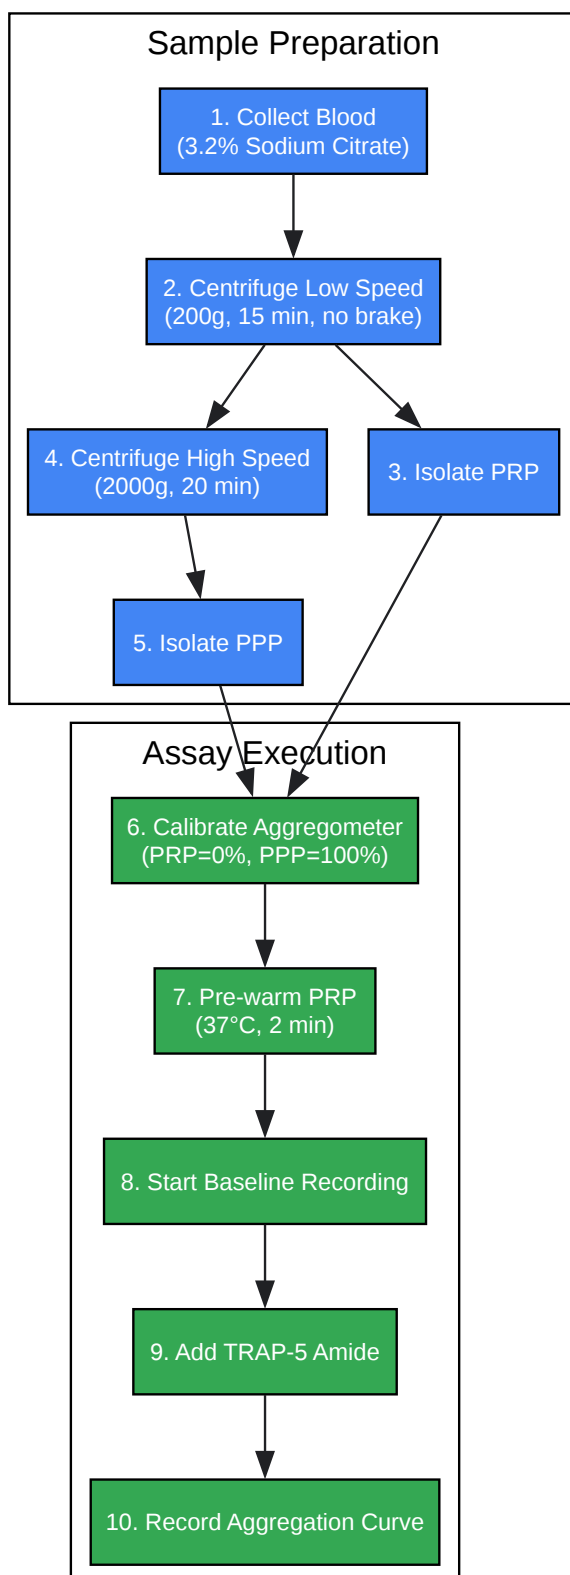 Sample Preparation
1. Collect Blood
(3.2% Sodium Citrate)
2. Centrifuge Low Speed
(200g, 15 min, no brake)
4. Centrifuge High Speed
(2000g, 20 min)
3. Isolate PRP
5. Isolate PPP
Assay Execution
6. Calibrate Aggregometer
(PRP=0%, PPP=100%)
7. Pre-warm PRP
(37°C, 2 min)
8. Start Baseline Recording
9. Add TRAP-5 Amide
10. Record Aggregation Curve